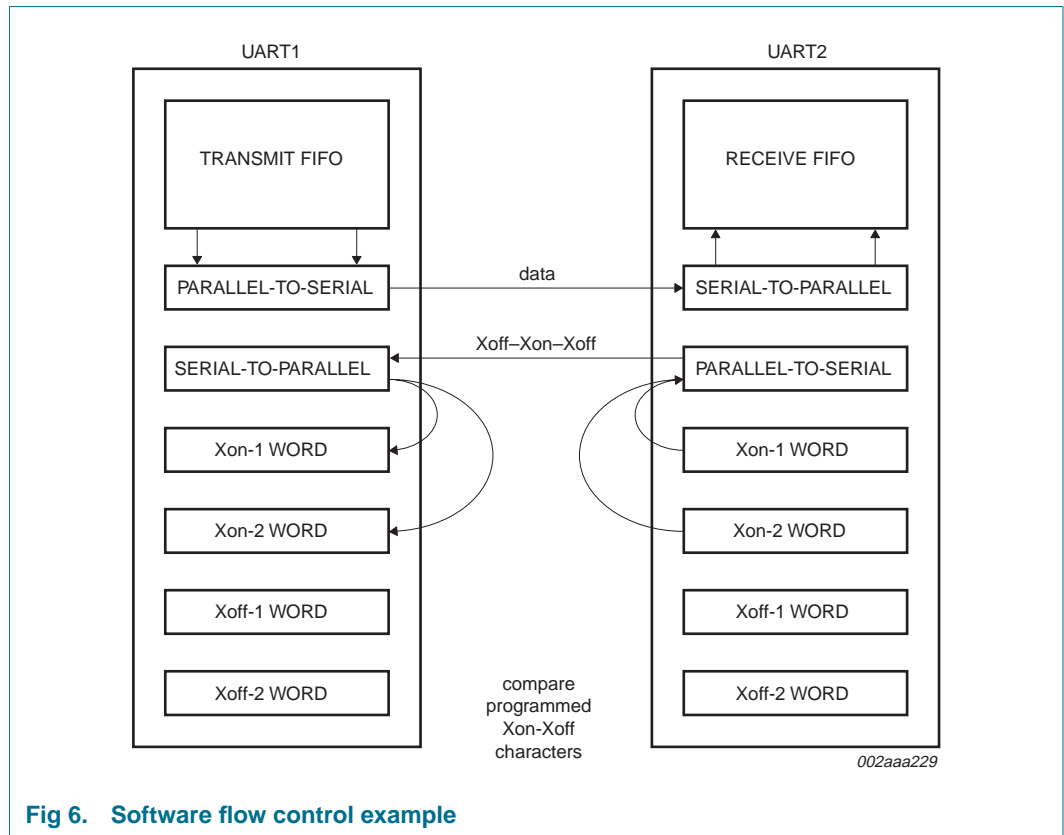 UART1
UART2
TRANSMIT FIFO
RECEIVE FIFO
PARALLEL-TO-SERIAL
data
SERIAL-TO-PARALLEL
Xoff–Xon–Xoff
SERIAL-TO-PARALLEL
PARALLEL-TO-SERIAL
Xon-1 WORD
Xon-1 WORD
Xon-2 WORD
Xon-2 WORD
Xoff-1 WORD
Xoff-1 WORD
Xoff-2 WORD
Xoff-2 WORD
compare
programmed
Xon-Xoff
characters
002aaa229
Fig 6. Software flow control example